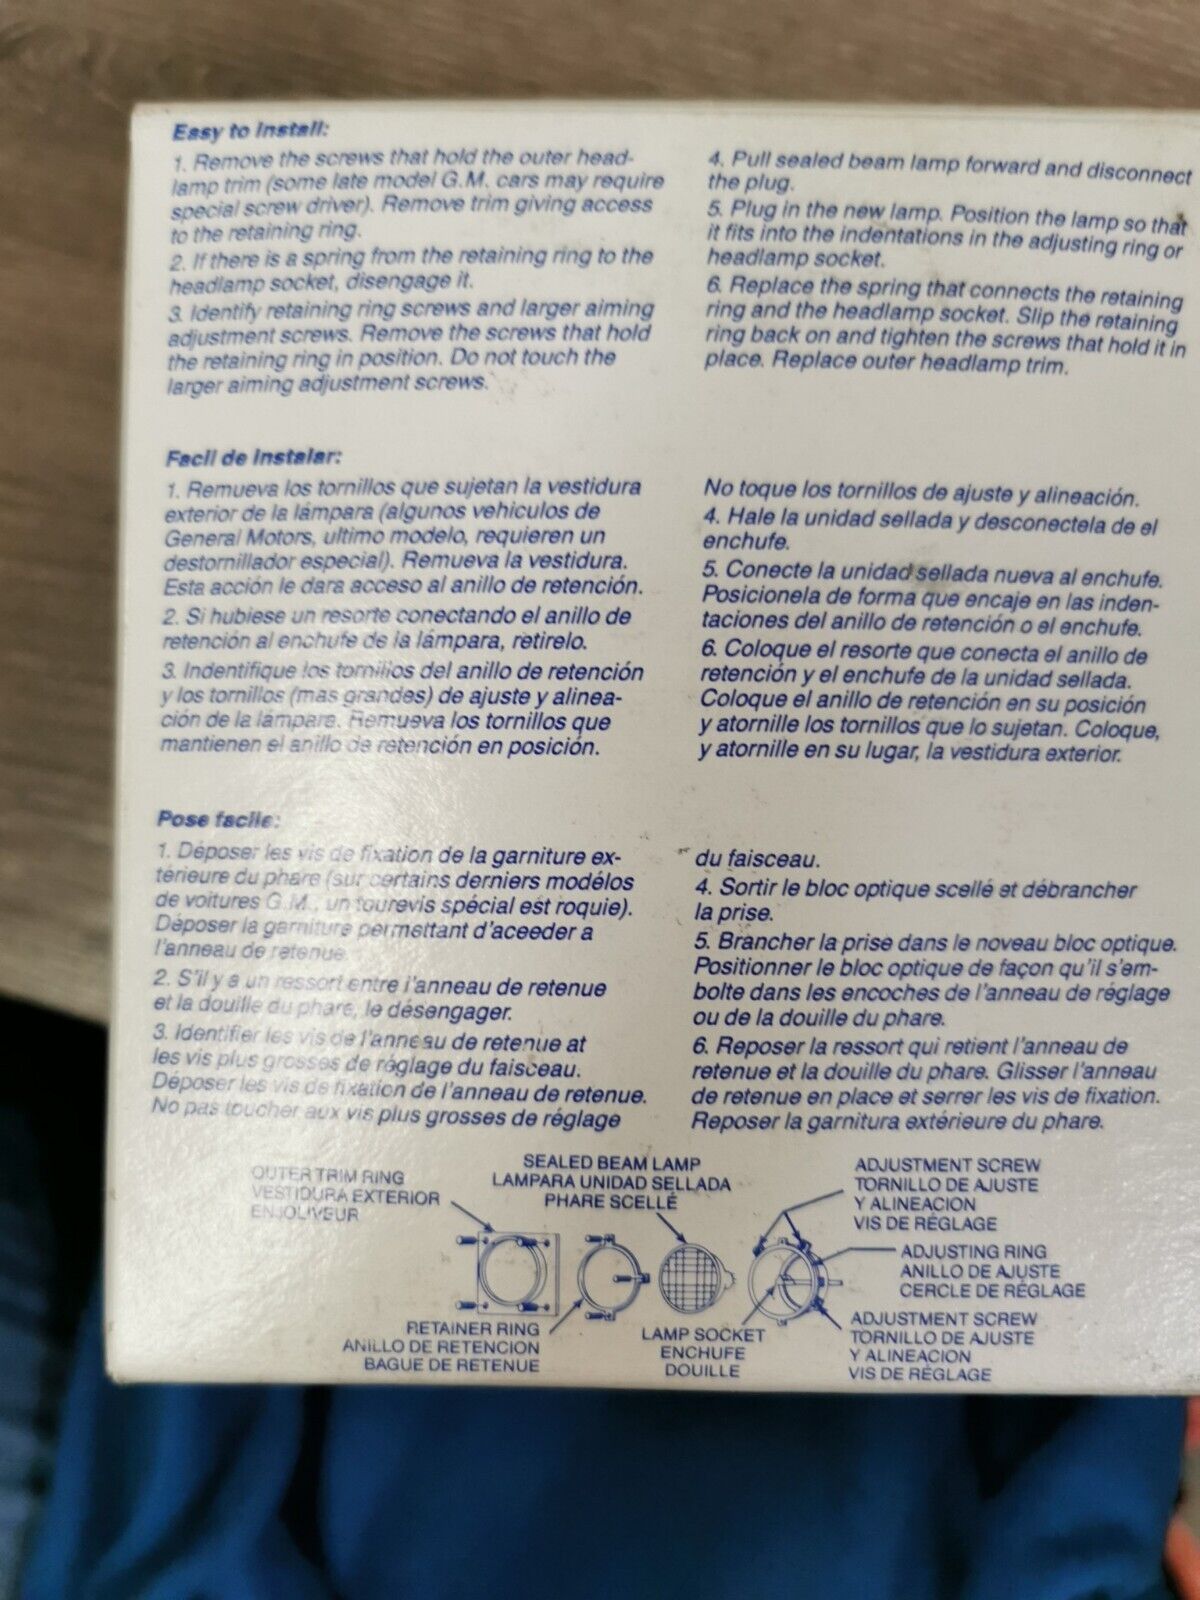 Easy to Install:
1. Remove the screws that hold the outer head-
lamp trim (some late model G.M. cars may require
special screw driver). Remove trim giving access
to the retaining ring.
2. If there is a spring from the retaining ring to the
headlamp socket, disengage it.
3. Identify retaining ring screws and larger aiming
adjustment screws. Remove the screws that hold
the retaining ring in position. Do not touch the
larger aiming adjustment screws.
4. Pull sealed beam lamp forward and disconnect
the plug.
5. Plug in the new lamp. Position the lamp so that
it fits into the indentations in the adjusting ring or
headlamp socket.
6. Replace the spring that connects the retaining
ring and the headlamp socket. Slip the retaining
ring back on and tighten the screws that hold it in
place. Replace outer headlamp trim.
Facil de Instalar:
1. Remueva los tornillos que sujetan la vestidura
exterior de la lámpara (algunos vehiculos de
General Motors, ultimo modelo, requieren un
destornillador especial). Remueva la vestidura.
Esta acción le dara acceso al anillo de retención.
2. Si hubiese un resorte conectando el anillo de
retención al enchufe de la lámpara, retirelo.
3. Indentifique los tornillos del anillo de retención
y los tornillos (mas grandes) de ajuste y alinea-
ción de la lámpara. Remueva los tornillos que
mantienen el anillo de retención en posición.
No toque los tornillos de ajuste y alineación.
4. Hale la unidad sellada y desconectela de el
enchufe.
5. Conecte la unidad sellada nueva al enchufe.
Posicionela de forma que encaje en las inden-
taciones del anillo de retención o el enchufe.
6. Coloque el resorte que conecta el anillo de
retención y el enchufe de la unidad sellada.
Coloque el anillo de retención en su posición
y atornille los tornillos que lo sujetan. Coloque,
y atornille en su lugar, la vestidura exterior.
Pose facile:
1. Déposer les vis de fixation de la garniture ex-
térieure du phare (sur certains derniers modélos
de voitures G.M., un tourevis spécial est roquie).
Déposer la garniture permettant d'aceeder a
l'anneau de retenue.
2. S'il y a un ressort entre l'anneau de retenue
et la douille du phare, le désengager.
3. Identifier les vis de l'anneau de retenue at
les vis plus grosses de réglage du faisceau.
Déposer les vis de fixation de l'anneau de retenue.
No pas toucher aux vis plus grosses de réglage
du faisceau.
4. Sortir le bloc optique scellé et débrancher
la prise.
5. Brancher la prise dans le noveau bloc optique.
Positionner le bloc optique de façon qu'il s'em-
bolte dans les encoches de l'anneau de réglage
ou de la douille du phare.
6. Reposer la ressort qui retient l'anneau de
retenue et la douille du phare. Glisser l'anneau
de retenue en place et serrer les vis de fixation.
Reposer la garnitura extérieure du phare.
OUTER TRIM RING
VESTIDURA EXTERIOR
ENJOLIVEUR
SEALED BEAM LAMP
LAMPARA UNIDAD SELLADA
PHARE SCELLÉ
ADJUSTMENT SCREW
TORNILLO DE AJUSTE
Y ALINEACION
VIS DE RÉGLAGE
ADJUSTING RING
ANILLO DE AJUSTE
CERCLE DE RÉGLAGE
RETAINER RING
ANILLO DE RETENCION
BAGUE DE RETENUE
LAMP SOCKET
ENCHUFE
DOUILLE
ADJUSTMENT SCREW
TORNILLO DE AJUSTE
Y ALINEACION
VIS DE RÉGLAGE